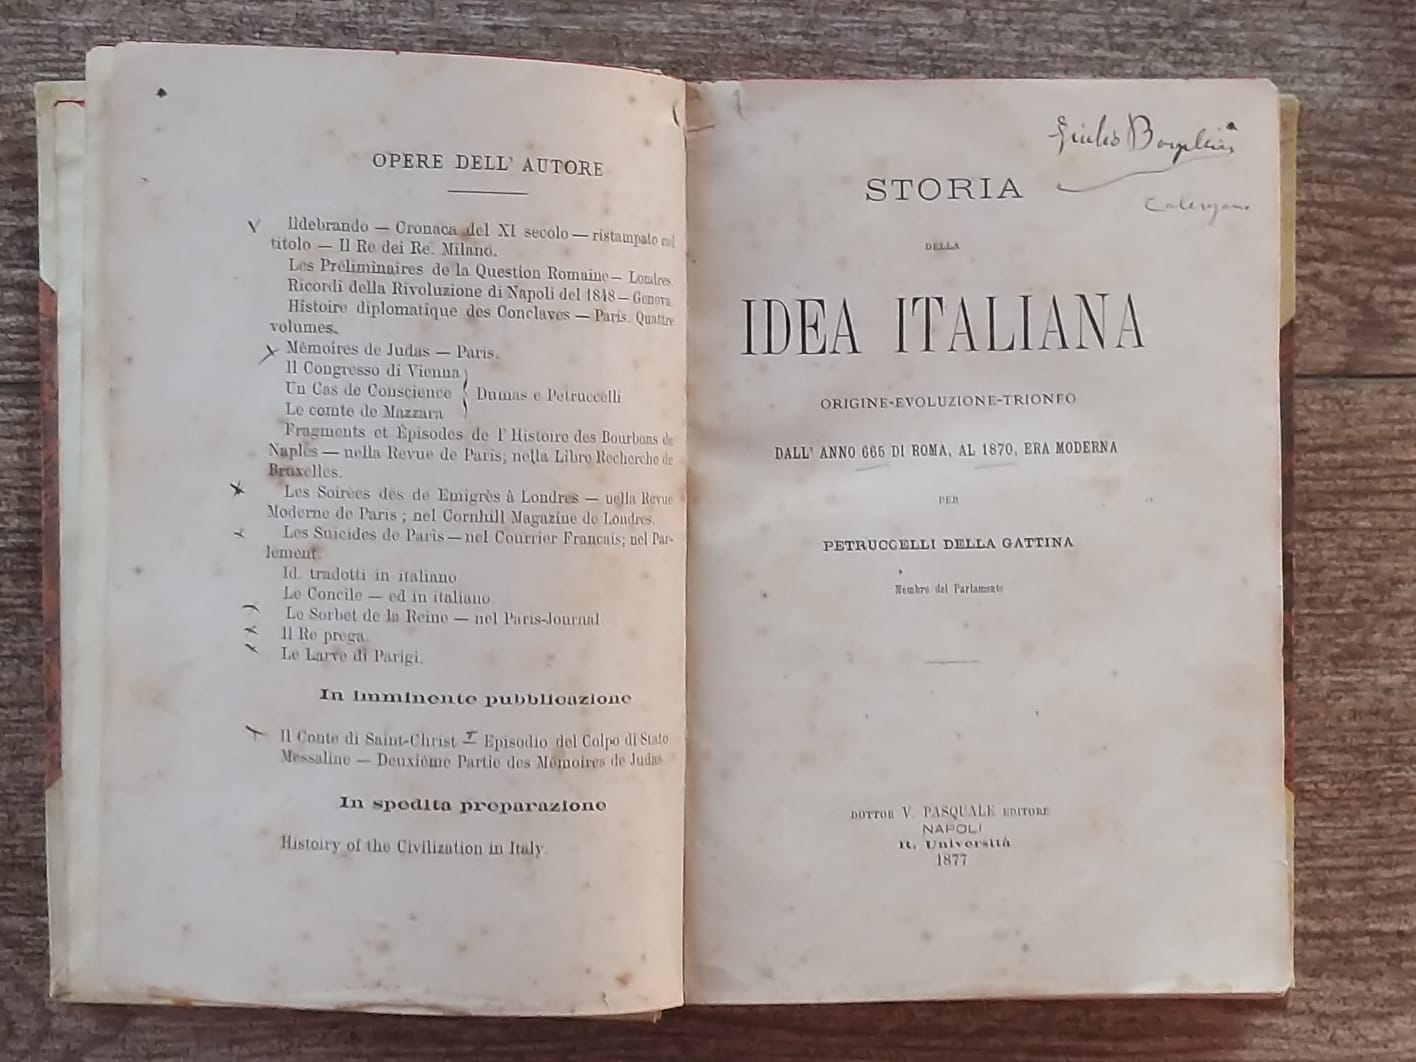 OPERE DELL' AUTORE
Ildebrando — Cronaca del XI secolo — ristampato col
titolo — Il Re dei Re. Milano.
Les Préliminaires de la Question Romaine — Londres
Ricordi della Rivoluzione di Napoli del 1848 — Genova
Histoire diplomatique des Conclaves — Paris. Quattre
volumes.
Mémoires de Judas — Paris.
Il Congresso di Vienna
Un Cas de Conscience } Dumas e Petruccelli
Le comte de Mazzara
Fragments et Èpisodes de l' Histoire des Bourbons de
Naples — nella Revue de Paris; nella Libre Recherche de
Bruxelles.
Les Soirèes des de Emigrès à Londres — nella Revue
Moderne de Paris ; nel Cornhill Magazine de Londres.
Les Suicides de Paris — nel Courrier Francais; nel Par-
lement.
Id. tradotti in italiano
Le Concile — ed in italiano
Le Sorbet de la Reine — nel Paris-Journal
Il Re prega.
Le Larve di Parigi.
In imminente pubblicazione
Il Conte di Saint-Christ — Episodio del Colpo di Stato
Messaline — Deuxiéme Partie des Mémoires de Judas
In spedita preparazione
Histoiry of the Civilization in Italy.
Giulio
STORIA
DELLA
IDEA ITALIANA
ORIGINE-EVOLUZIONE-TRIONFO
DALL' ANNO 665 DI ROMA, AL 1870, ERA MODERNA
PER
PETRUCCELLI DELLA GATTINA
Membro del Parlamento
DOTTOR V. PASQUALE EDITORE
NAPOLI
R. Università
1877